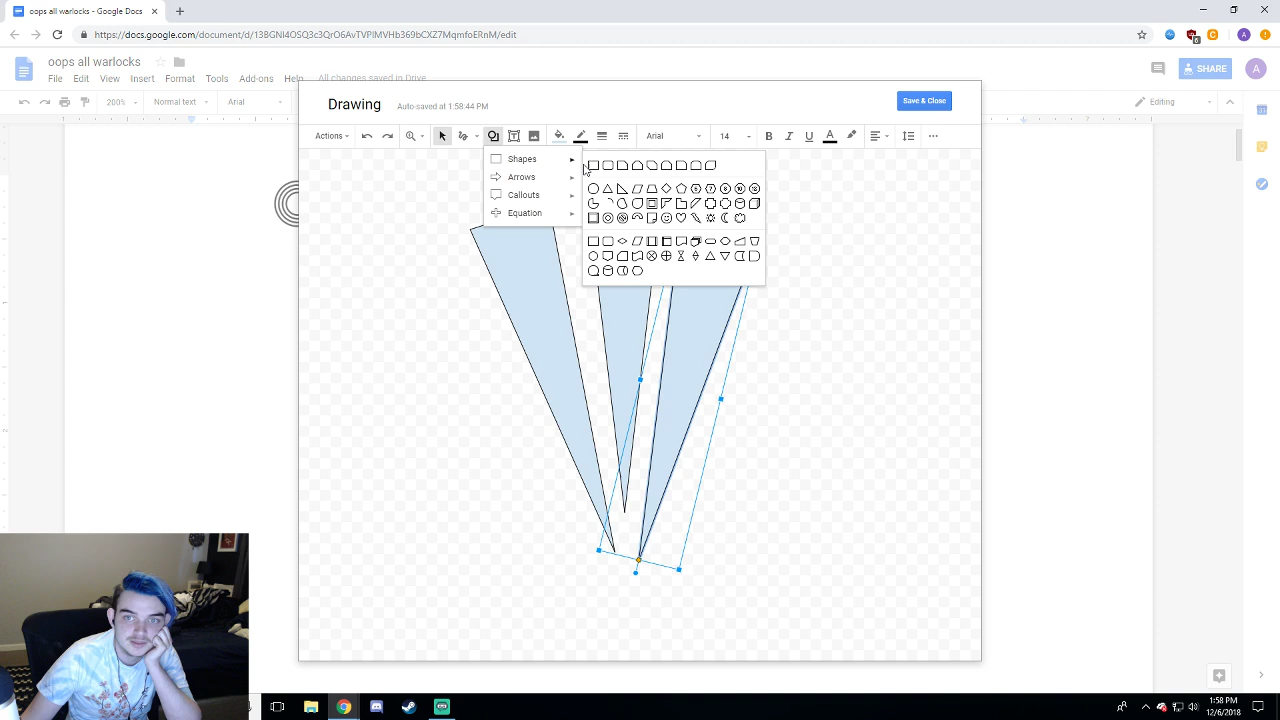 oops all warlocks - Google Docs
https://docs.google.com/document/d/13BGNI4OSQ3c3QrO6AvTVPIMVHb369bCXZ7MqmfoERnM/edit
oops all warlocks
SHARE
A
File Edit View Insert Format Tools Add-ons Help All changes saved in Drive
200% Normal text Arial Editing
Drawing Auto-saved at 1:58:44 PM Save & Close
Actions Arial 14 B I U A
Shapes
Arrows
Callouts
Equation
1:58 PM
12/6/2018